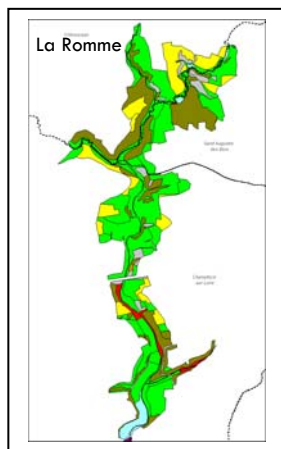 La Romme
Saint Augustin
des Bois
Champtocé
sur Loire